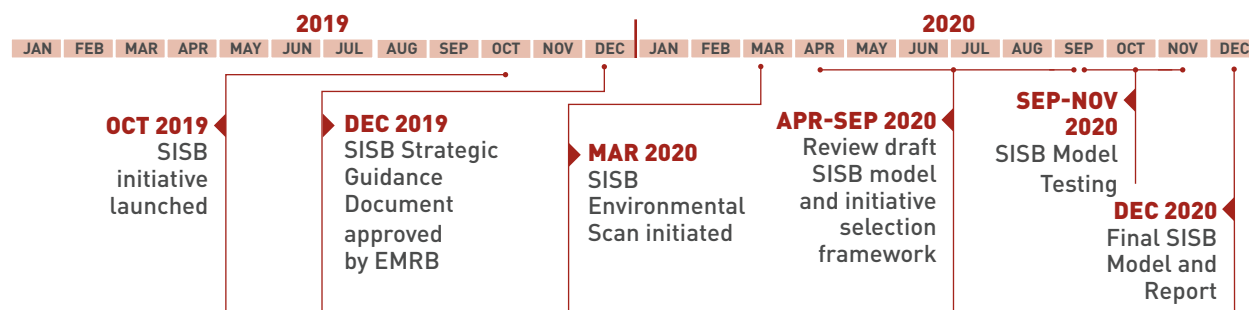 2019
2020
JAN FEB MAR APR MAY JUN JUL AUG SEP OCT NOV DEC JAN FEB MAR APR MAY JUN JUL AUG SEP OCT NOV DEC
OCT 2019
SISB
initiative
launched
DEC 2019
SISB Strategic
Guidance
Document
approved
by EMRB
MAR 2020
SISB
Environmental
Scan initiated
APR-SEP 2020
Review draft
SISB model
and initiative
selection
framework
SEP-NOV
2020
SISB Model
Testing
DEC 2020
Final SISB
Model and
Report